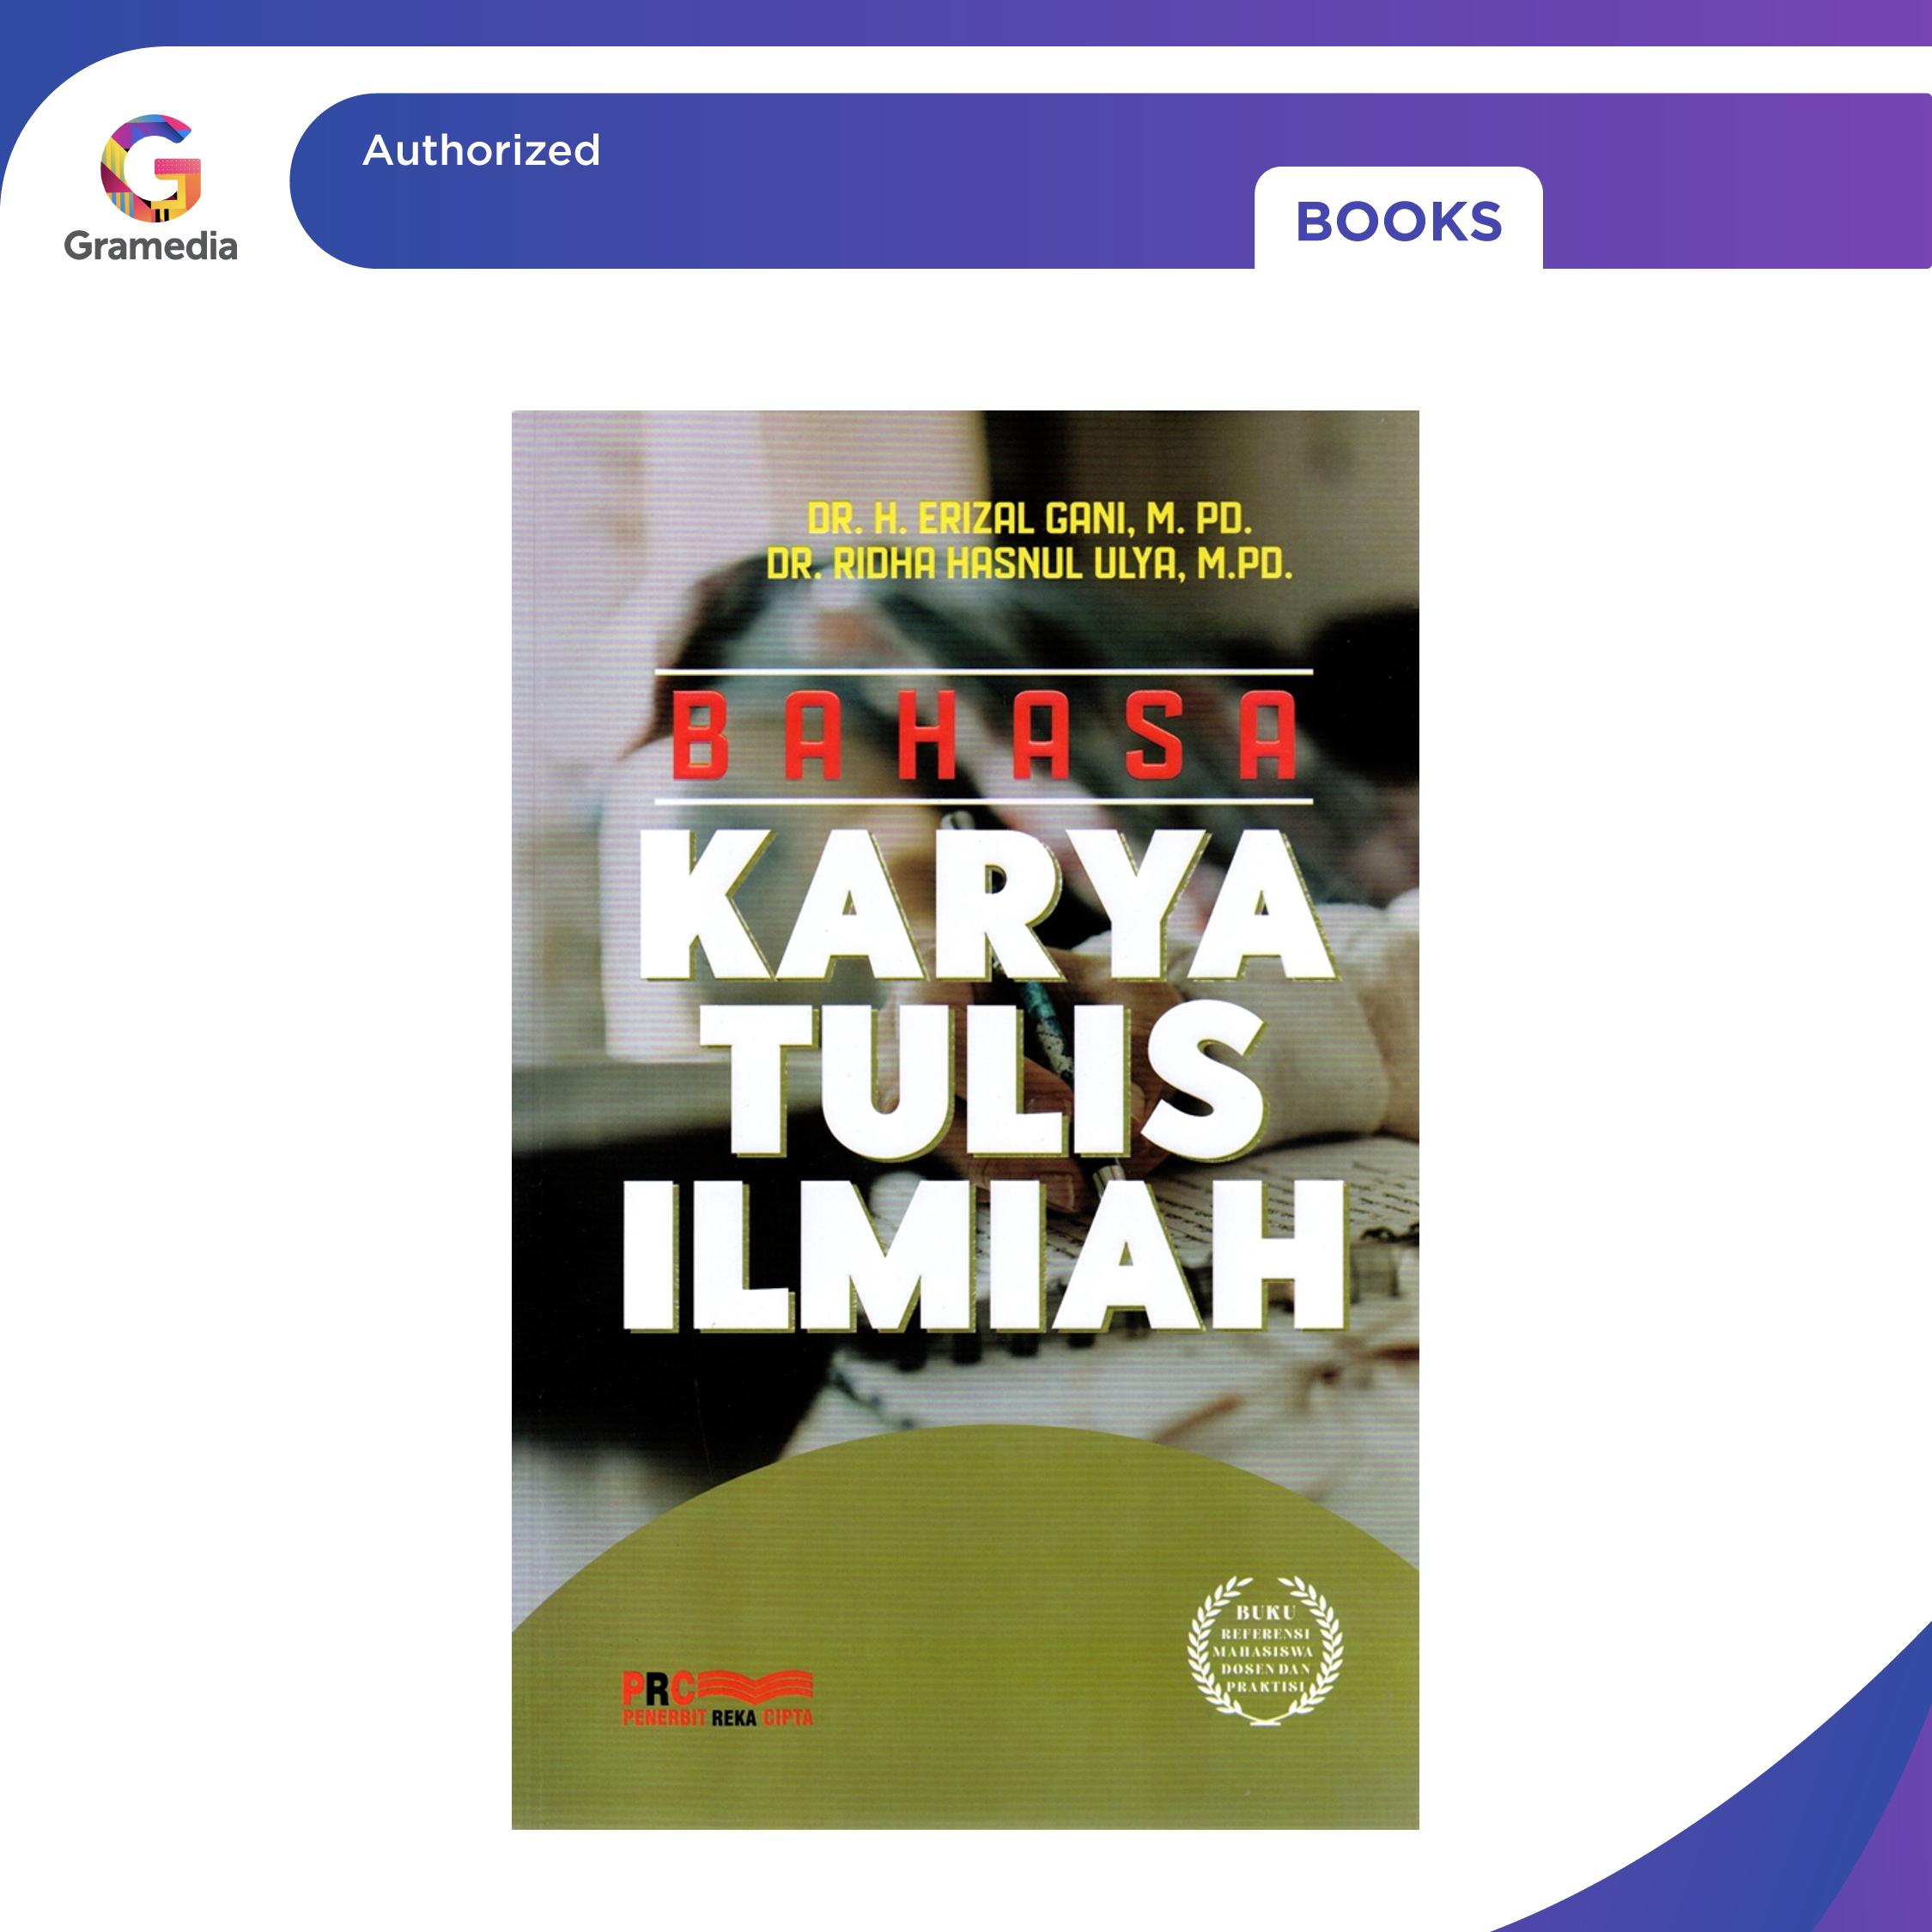 Gramedia
Authorized
BOOKS
DR. H. ERIZAL GANI, M. PD.
DR. RIDHA HASNUL ULYA, M.PD.
BAHASA
KARYA
TULIS
ILMIAH
BUKU
REFERENSI
MAHASISWA
DOSEN DAN
PRAKTISI
PRC
PENERBIT REKA CIPTA